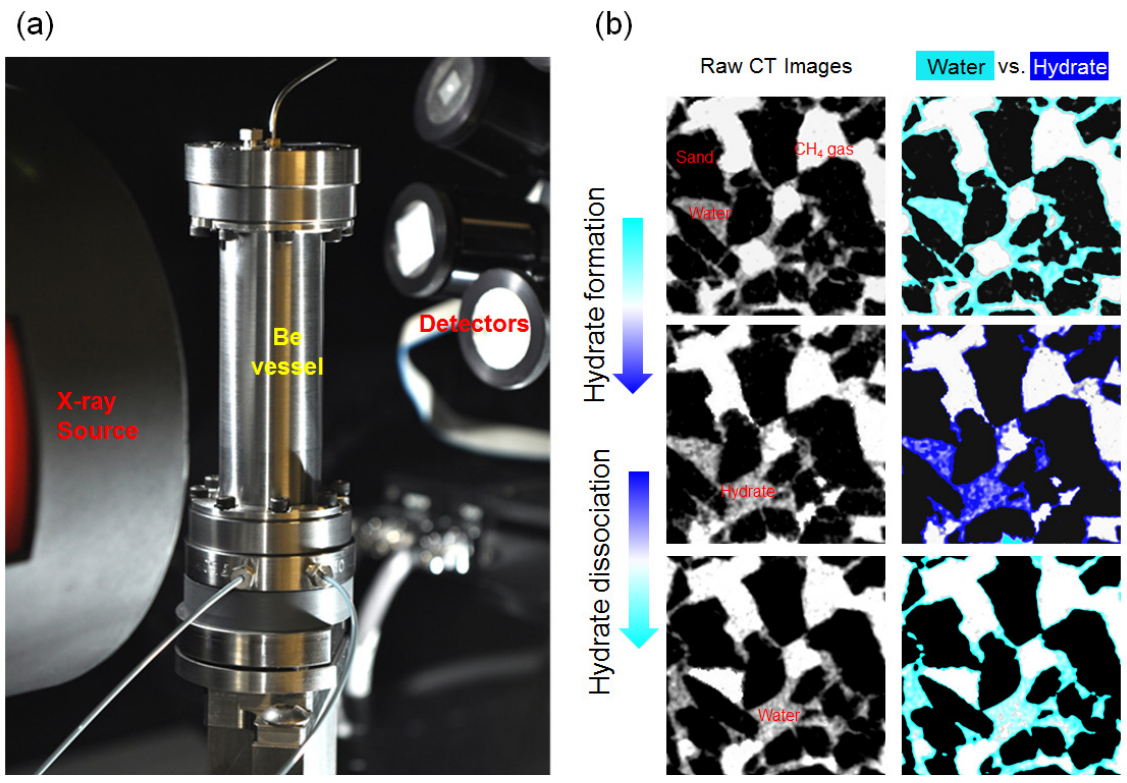 (a)
X-ray
Source
Be
vessel
Detectors
(b)
Raw CT Images
Water vs. Hydrate
Hydrate formation
Hydrate dissociation
Sand
CH₄ gas
Water
Hydrate
Water